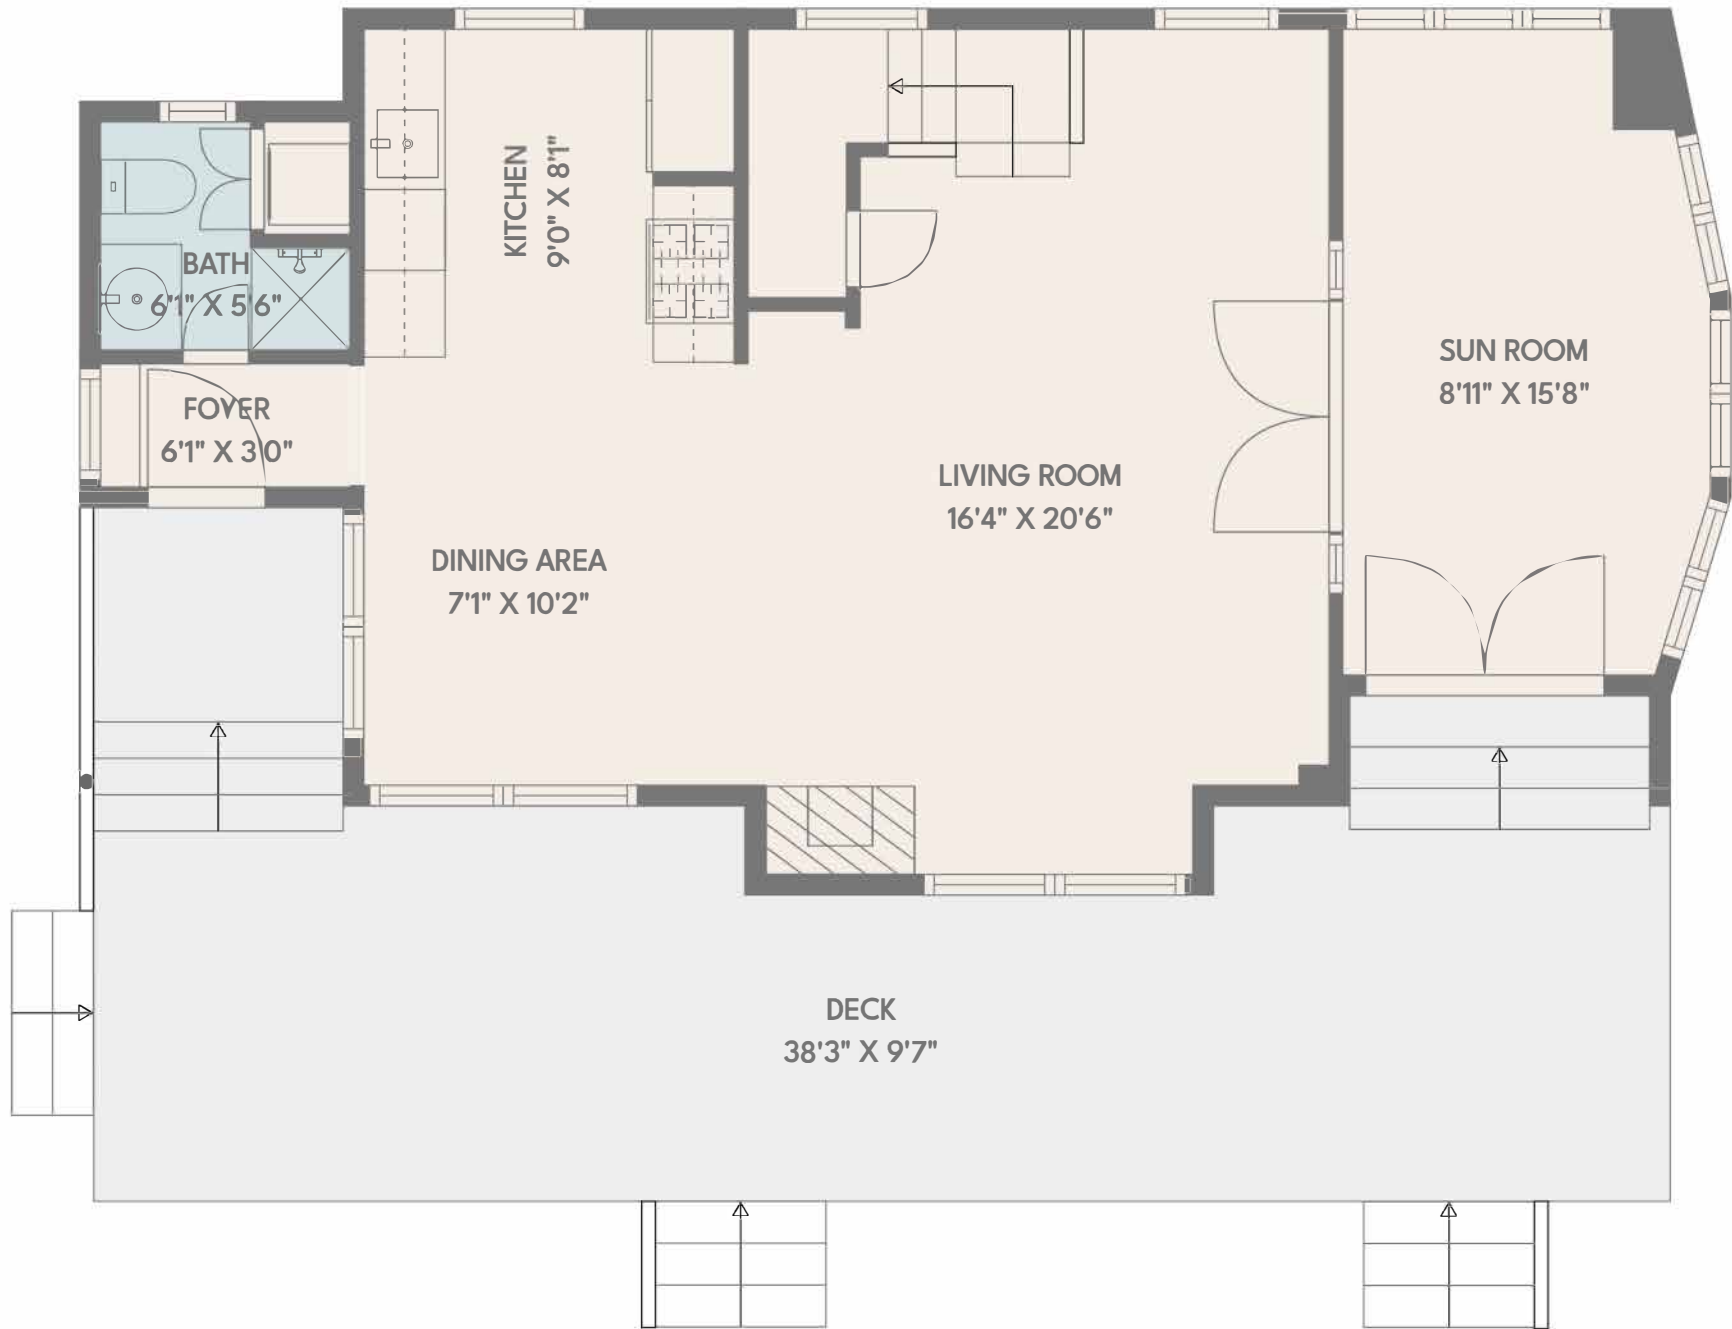 KITCHEN
9'0" X 8'1"
BATH
6'1" X 5'6"
FOYER
6'1" X 3'0"
DINING AREA
7'1" X 10'2"
LIVING ROOM
16'4" X 20'6"
SUN ROOM
8'11" X 15'8"
DECK
38'3" X 9'7"